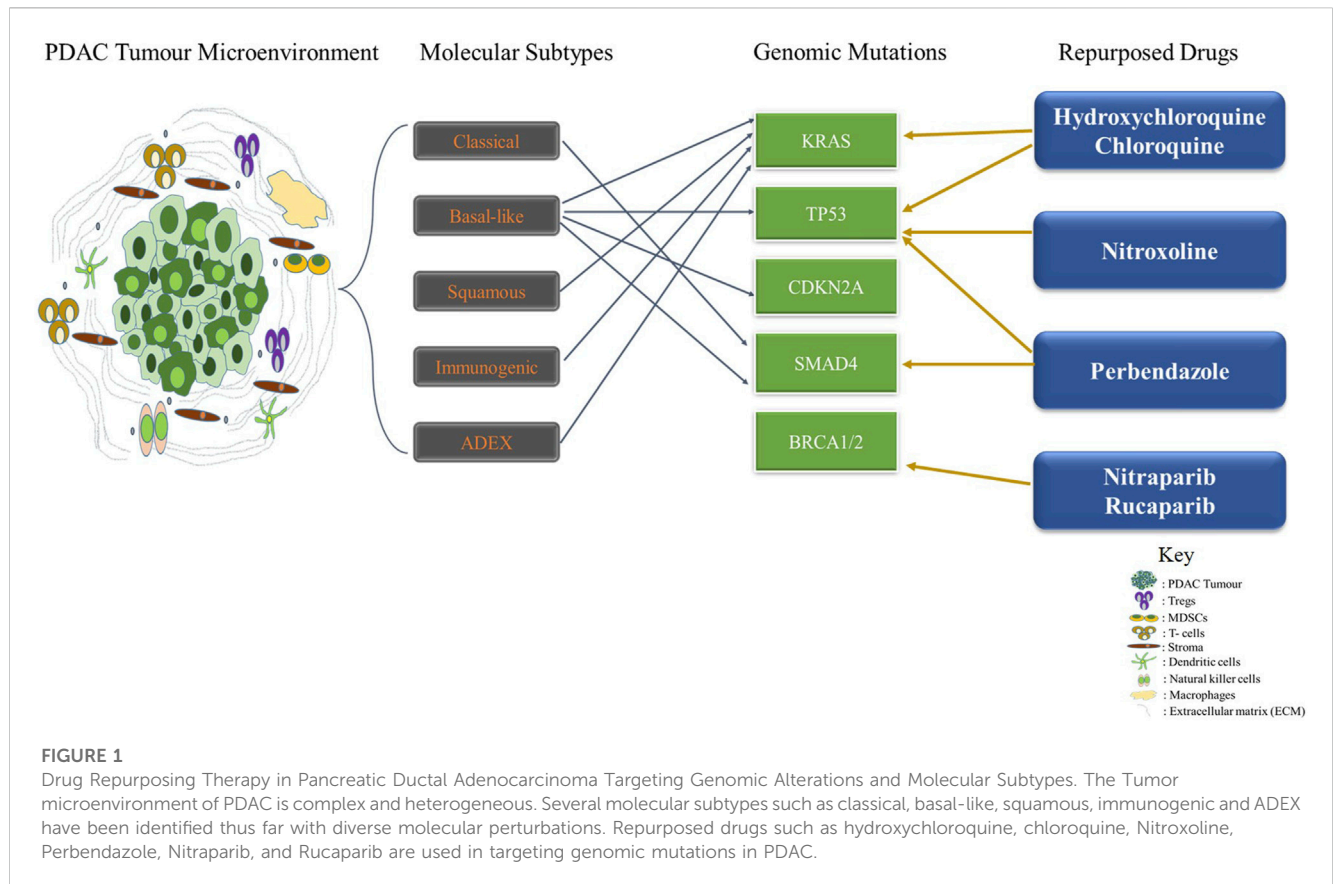 PDAC Tumour Microenvironment
Molecular Subtypes
Genomic Mutations
Repurposed Drugs
Classical
Basal-like
Squamous
Immunogenic
ADEX
KRAS
TP53
CDKN2A
SMAD4
BRCA1/2
Hydroxychloroquine
Chloroquine
Nitroxoline
Perbendazole
Nitraparib
Rucaparib
Key
: PDAC Tumour
: Tregs
: MDSCs
: T- cells
: Stroma
: Dendritic cells
: Natural killer cells
: Macrophages
: Extracellular matrix (ECM)
FIGURE 1
Drug Repurposing Therapy in Pancreatic Ductal Adenocarcinoma Targeting Genomic Alterations and Molecular Subtypes. The Tumor
microenvironment of PDAC is complex and heterogeneous. Several molecular subtypes such as classical, basal-like, squamous, immunogenic and ADEX
have been identified thus far with diverse molecular perturbations. Repurposed drugs such as hydroxychloroquine, chloroquine, Nitroxoline,
Perbendazole, Nitraparib, and Rucaparib are used in targeting genomic mutations in PDAC.